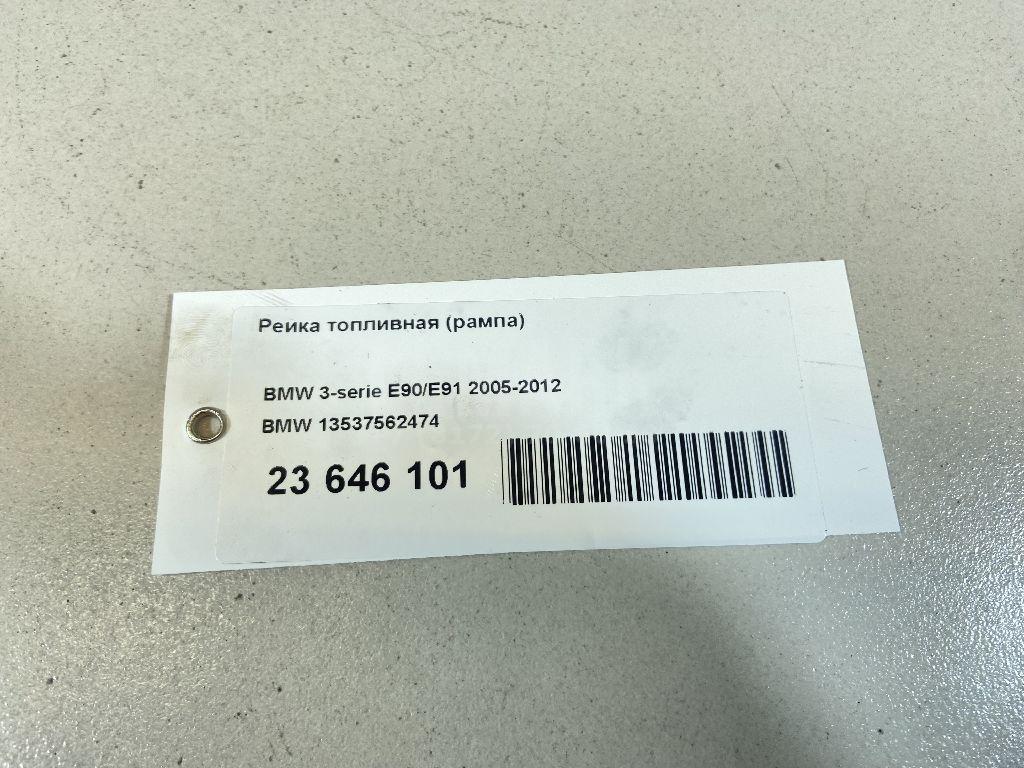 Рейка топливная (рампа)
BMW 3-serie E90/E91 2005-2012
BMW 13537562474
23 646 101